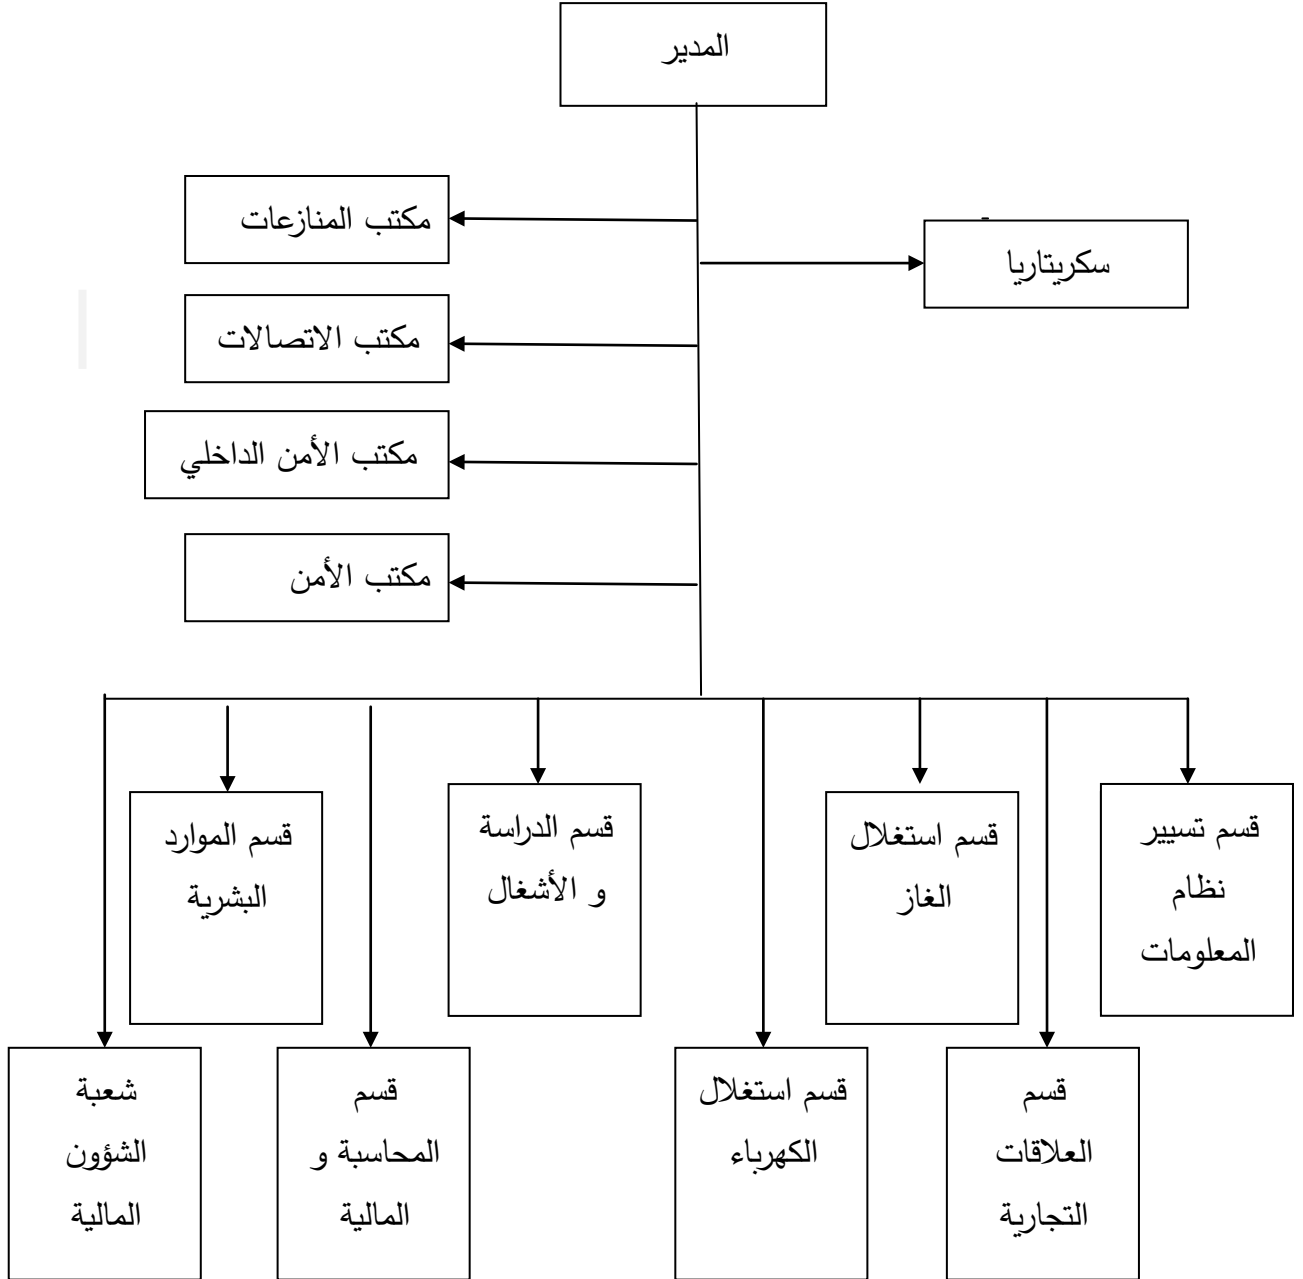 المدير
مكتب المنازعات
سكريتاريا
مكتب الاتصالات
مكتب الأمن الداخلي
مكتب الأمن
قسم تسيير
نظام
المعلومات
قسم استغلال
الغاز
قسم الدراسة
و الأشغال
قسم الموارد
البشرية
قسم
العلاقات
التجارية
قسم استغلال
الكهرباء
قسم
المحاسبة و
المالية
شعبة
الشؤون
المالية